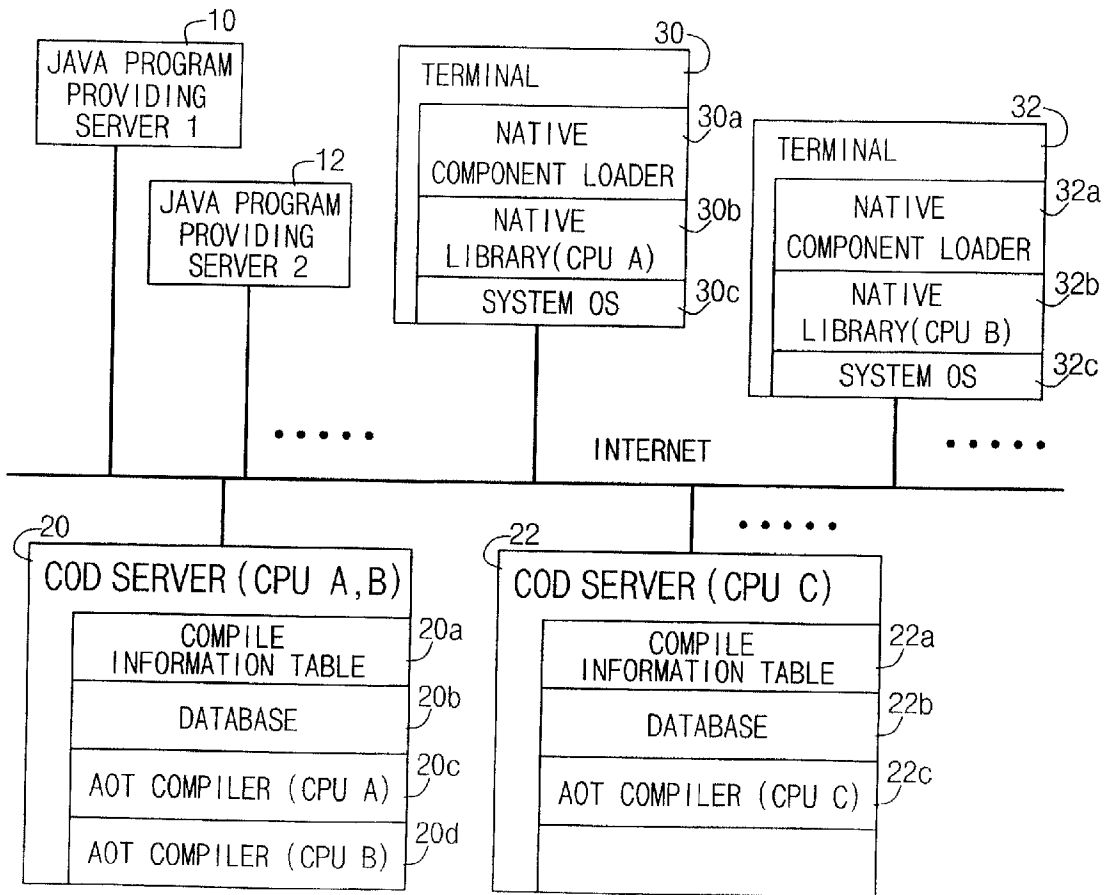 10
JAVA PROGRAM
PROVIDING
SERVER 1
12
JAVA PROGRAM
PROVIDING
SERVER 2
30
TERMINAL
30a
NATIVE
COMPONENT LOADER
30b
NATIVE
LIBRARY(CPU A)
30c
SYSTEM OS
32
TERMINAL
32a
NATIVE
COMPONENT LOADER
32b
NATIVE
LIBRARY(CPU B)
32c
SYSTEM OS
INTERNET
20
COD SERVER (CPU A,B)
20a
COMPILE
INFORMATION TABLE
20b
DATABASE
20c
AOT COMPILER (CPU A)
20d
AOT COMPILER (CPU B)
22
COD SERVER (CPU C)
22a
COMPILE
INFORMATION TABLE
22b
DATABASE
22c
AOT COMPILER (CPU C)